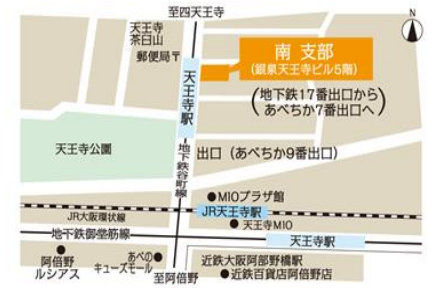 至四天王寺
N
天王寺
茶臼山
郵便局〒
南 支部
(銀泉天王寺ビル5階)
天王寺駅
(地下鉄17番出口から
あべちか7番出口へ)
天王寺公園
地下鉄谷町線
出口(あべちか9番出口)
MIOプラザ館
JR大阪環状線
JR天王寺駅
天王寺MIO
地下鉄御堂筋線
天王寺駅
阿倍野
ルシアス
あべの
キューズモール
近鉄大阪阿部野橋駅
近鉄百貨店阿倍野店
至阿倍野